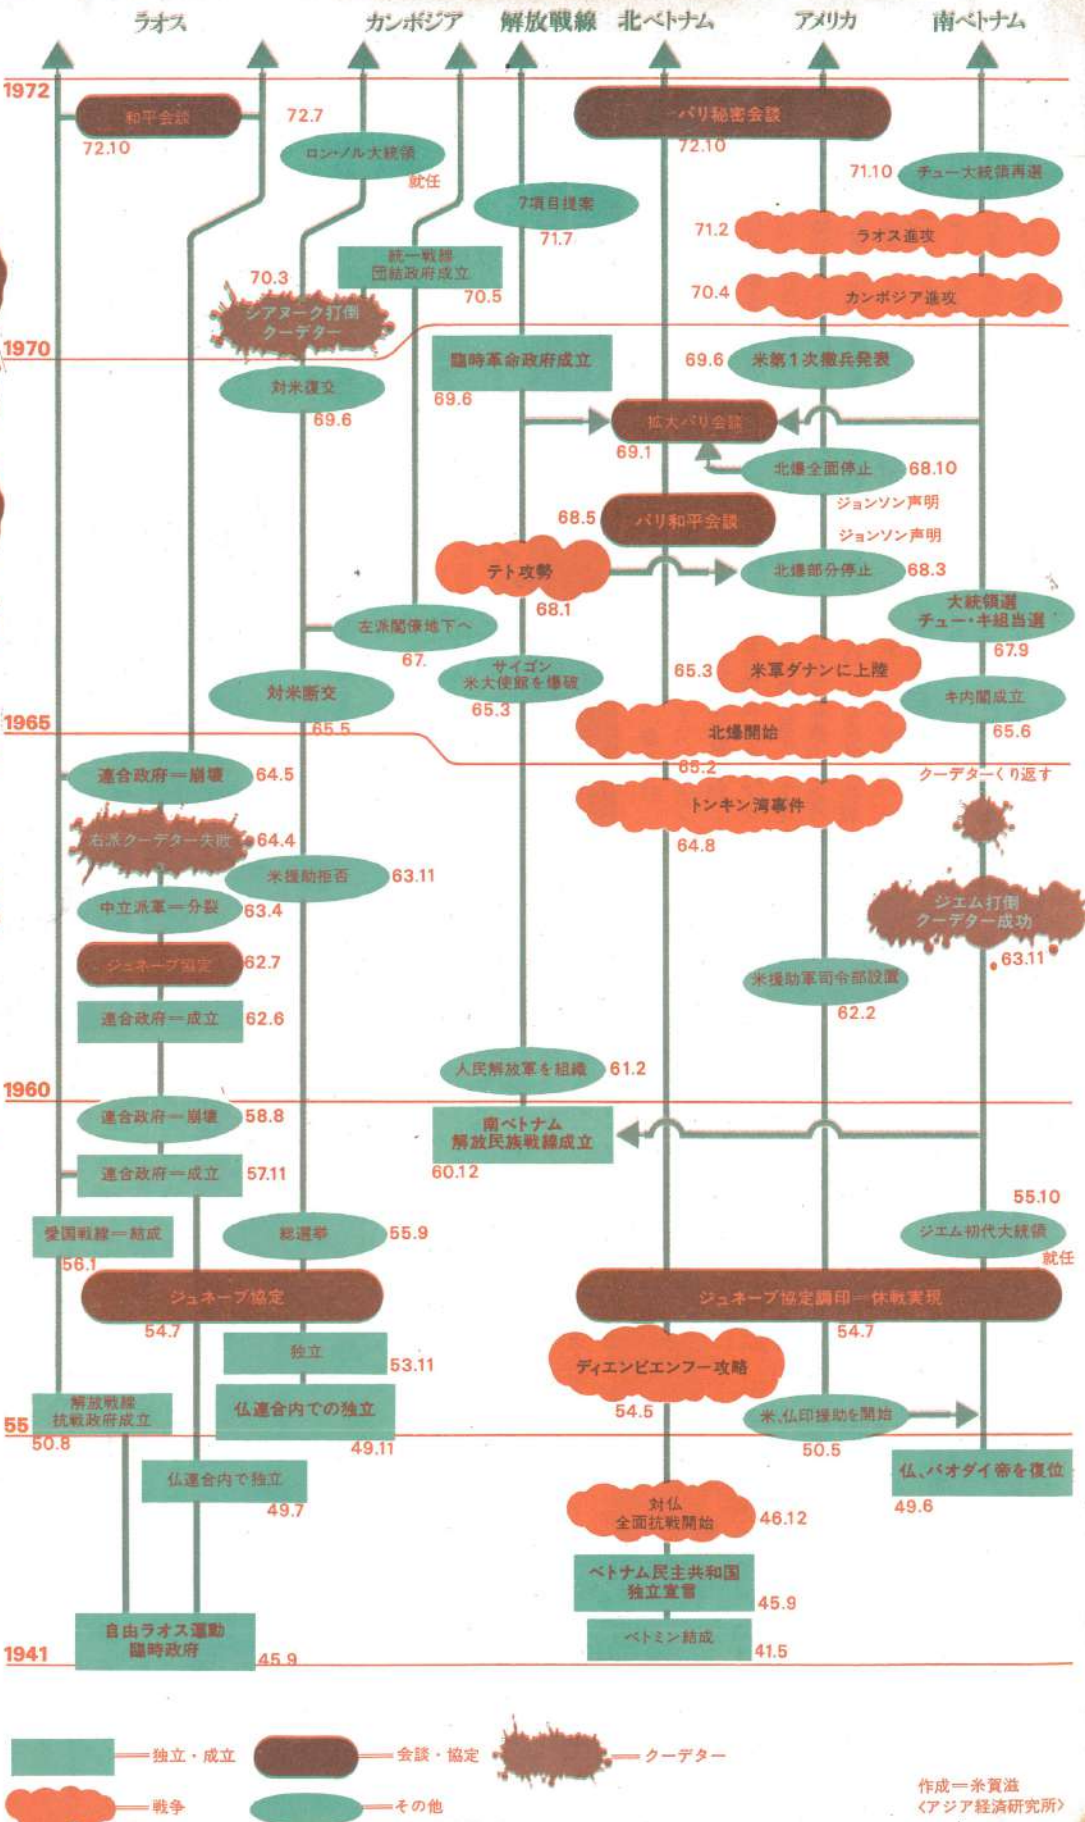 ラオス カンボジア 解放戦線 北ベトナム アメリカ 南ベトナム
1972
和平会談
72.10
72.7
ロン・ノル大統領
就任
パリ秘密会談
72.10
71.10
チュー大統領再選
7項目提案
71.7
71.2
ラオス進攻
統一戦線
団結政府成立
70.5
70.3
シアヌーク打倒
クーデター
70.4
カンボジア進攻
1970
対米復交
69.6
臨時革命政府成立
69.6
69.6
米第1次撤兵発表
拡大パリ会談
69.1
北爆全面停止
68.10
ジョンソン声明
68.5
パリ和平会談
ジョンソン声明
テト攻勢
68.1
北爆部分停止
68.3
左派閣僚地下へ
67.
大統領選
チュー・キ組当選
67.9
対米断交
65.5
サイゴン
米大使館を爆破
65.3
65.3
米軍ダナンに上陸
キ内閣成立
65.6
1965
北爆開始
65.2
連合政府＝崩壊
64.5
クーデターくり返す
トンキン湾事件
64.8
右派クーデター失敗
64.4
米援助拒否
63.11
中立派軍＝分裂
63.4
ジエム打倒
クーデター成功
63.11
ジュネーブ協定
62.7
米援助軍司令部設置
62.2
連合政府＝成立
62.6
人民解放軍を組織
61.2
1960
連合政府＝崩壊
58.8
南ベトナム
解放民族戦線成立
60.12
連合政府＝成立
57.11
愛国戦線＝結成
56.1
総選挙
55.9
55.10
ジエム初代大統領
就任
ジュネーブ協定
54.7
ジュネーブ協定調印＝休戦実現
54.7
独立
53.11
ディエンビエンフー攻略
54.5
解放戦線
抗戦政府成立
50.8
仏連合内での独立
49.11
米、仏印援助を開始
50.5
55
仏連合内で独立
49.7
仏、バオダイ帝を復位
49.6
対仏
全面抗戦開始
46.12
ベトナム民主共和国
独立宣言
45.9
自由ラオス運動
臨時政府
45.9
ベトミン結成
41.5
1941
独立・成立
会談・協定
クーデター
戦争
その他
作成＝糸賀滋
〈アジア経済研究所〉